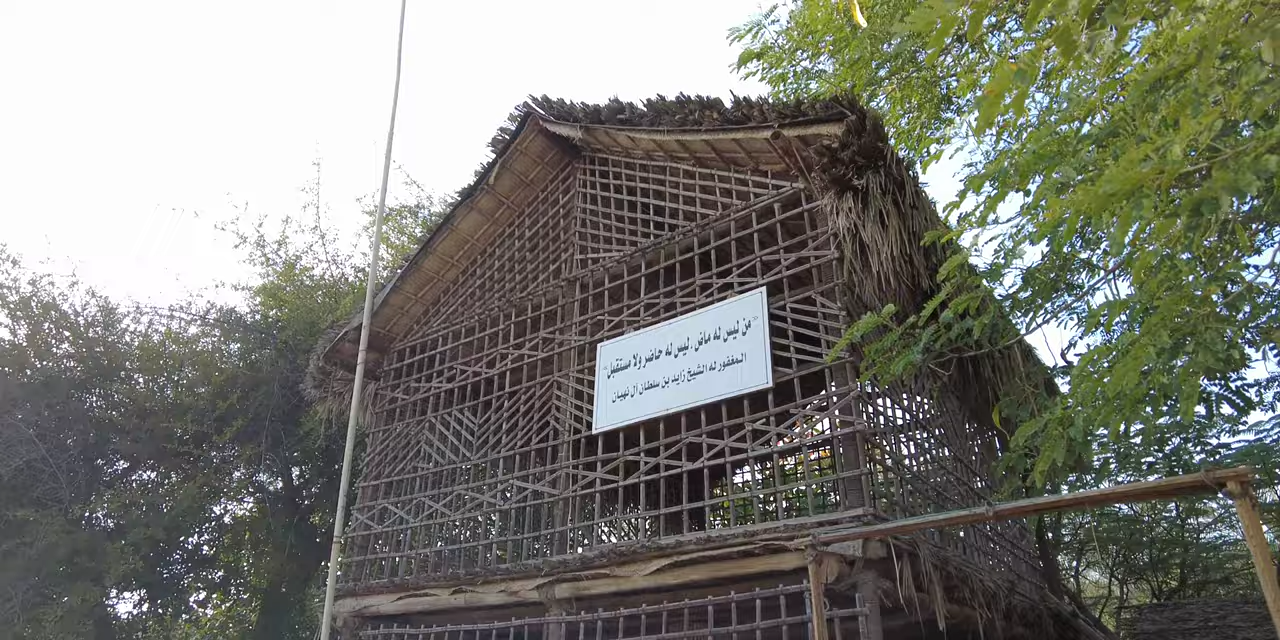 "من ليس له ماض .. ليس له حاضر ولا مستقبل"
المغفور له الشيخ زايد بن سلطان آل نهيان